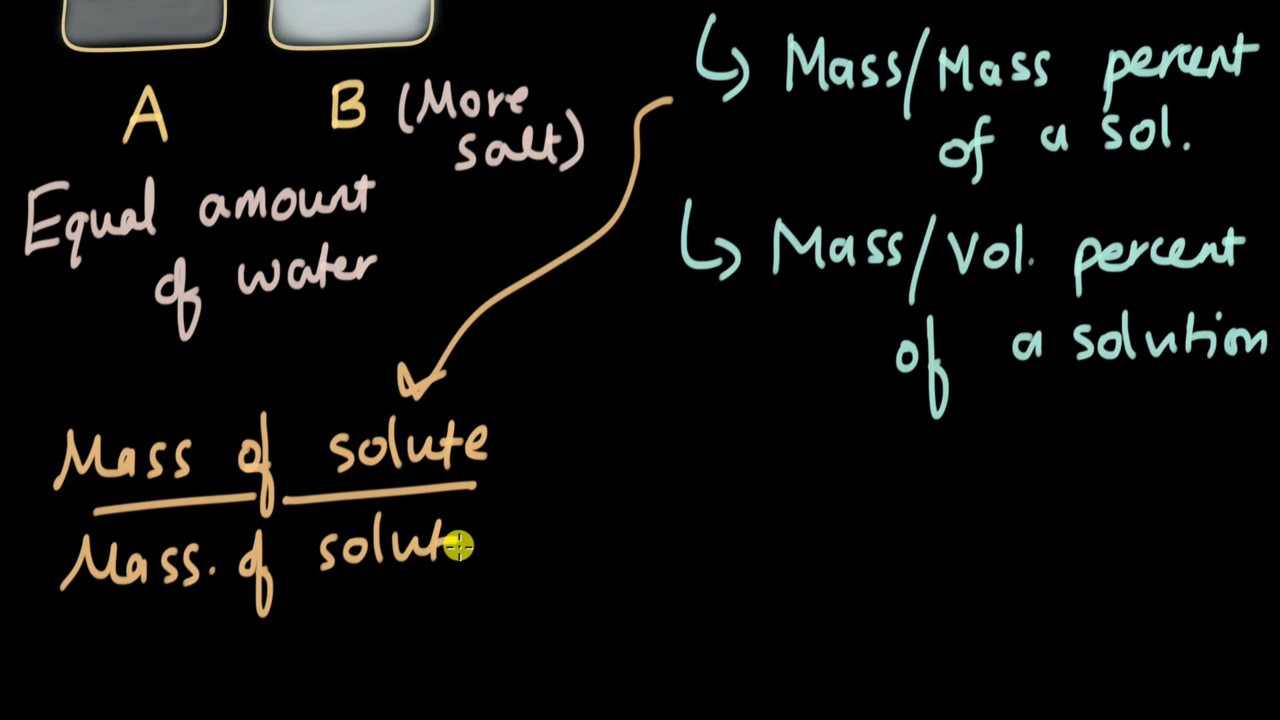 A
B (More
salt)
Equal amount
of water
Mass/Mass percent
of a sol.
Mass/Vol. percent
of a solution
Mass of solute
Mass. of solut